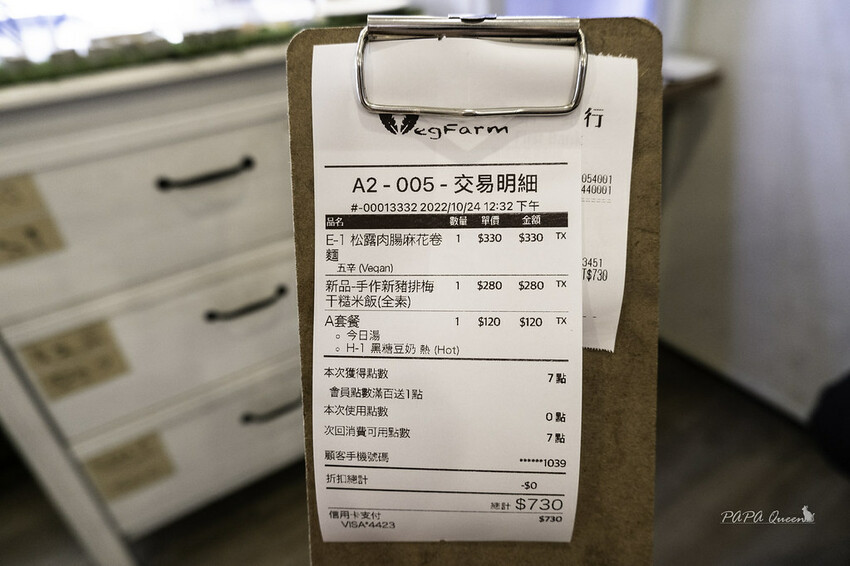 VegFarm
行
A2 - 005 - 交易明細
#-00013332 2022/10/24 12:32 下午
品名 數量 單價 金額
E-1 松露肉腸麻花卷 1 $330 $330 TX
麵
五辛 (Vegan)
新品-手作新豬排梅 1 $280 $280 TX
干糙米飯(全素)
A套餐 1 $120 $120 TX
今日湯
H-1 黑糖豆奶 熱 (Hot)
本次獲得點數 7 點
會員點數滿百送1點
本次使用點數 0 點
次回消費可用點數 7 點
顧客手機號碼 ******1039
折扣總計 -$0
總計 $730
信用卡支付 $730
VISA*4423
054001
440001
3451
T$730
PAPA Queen